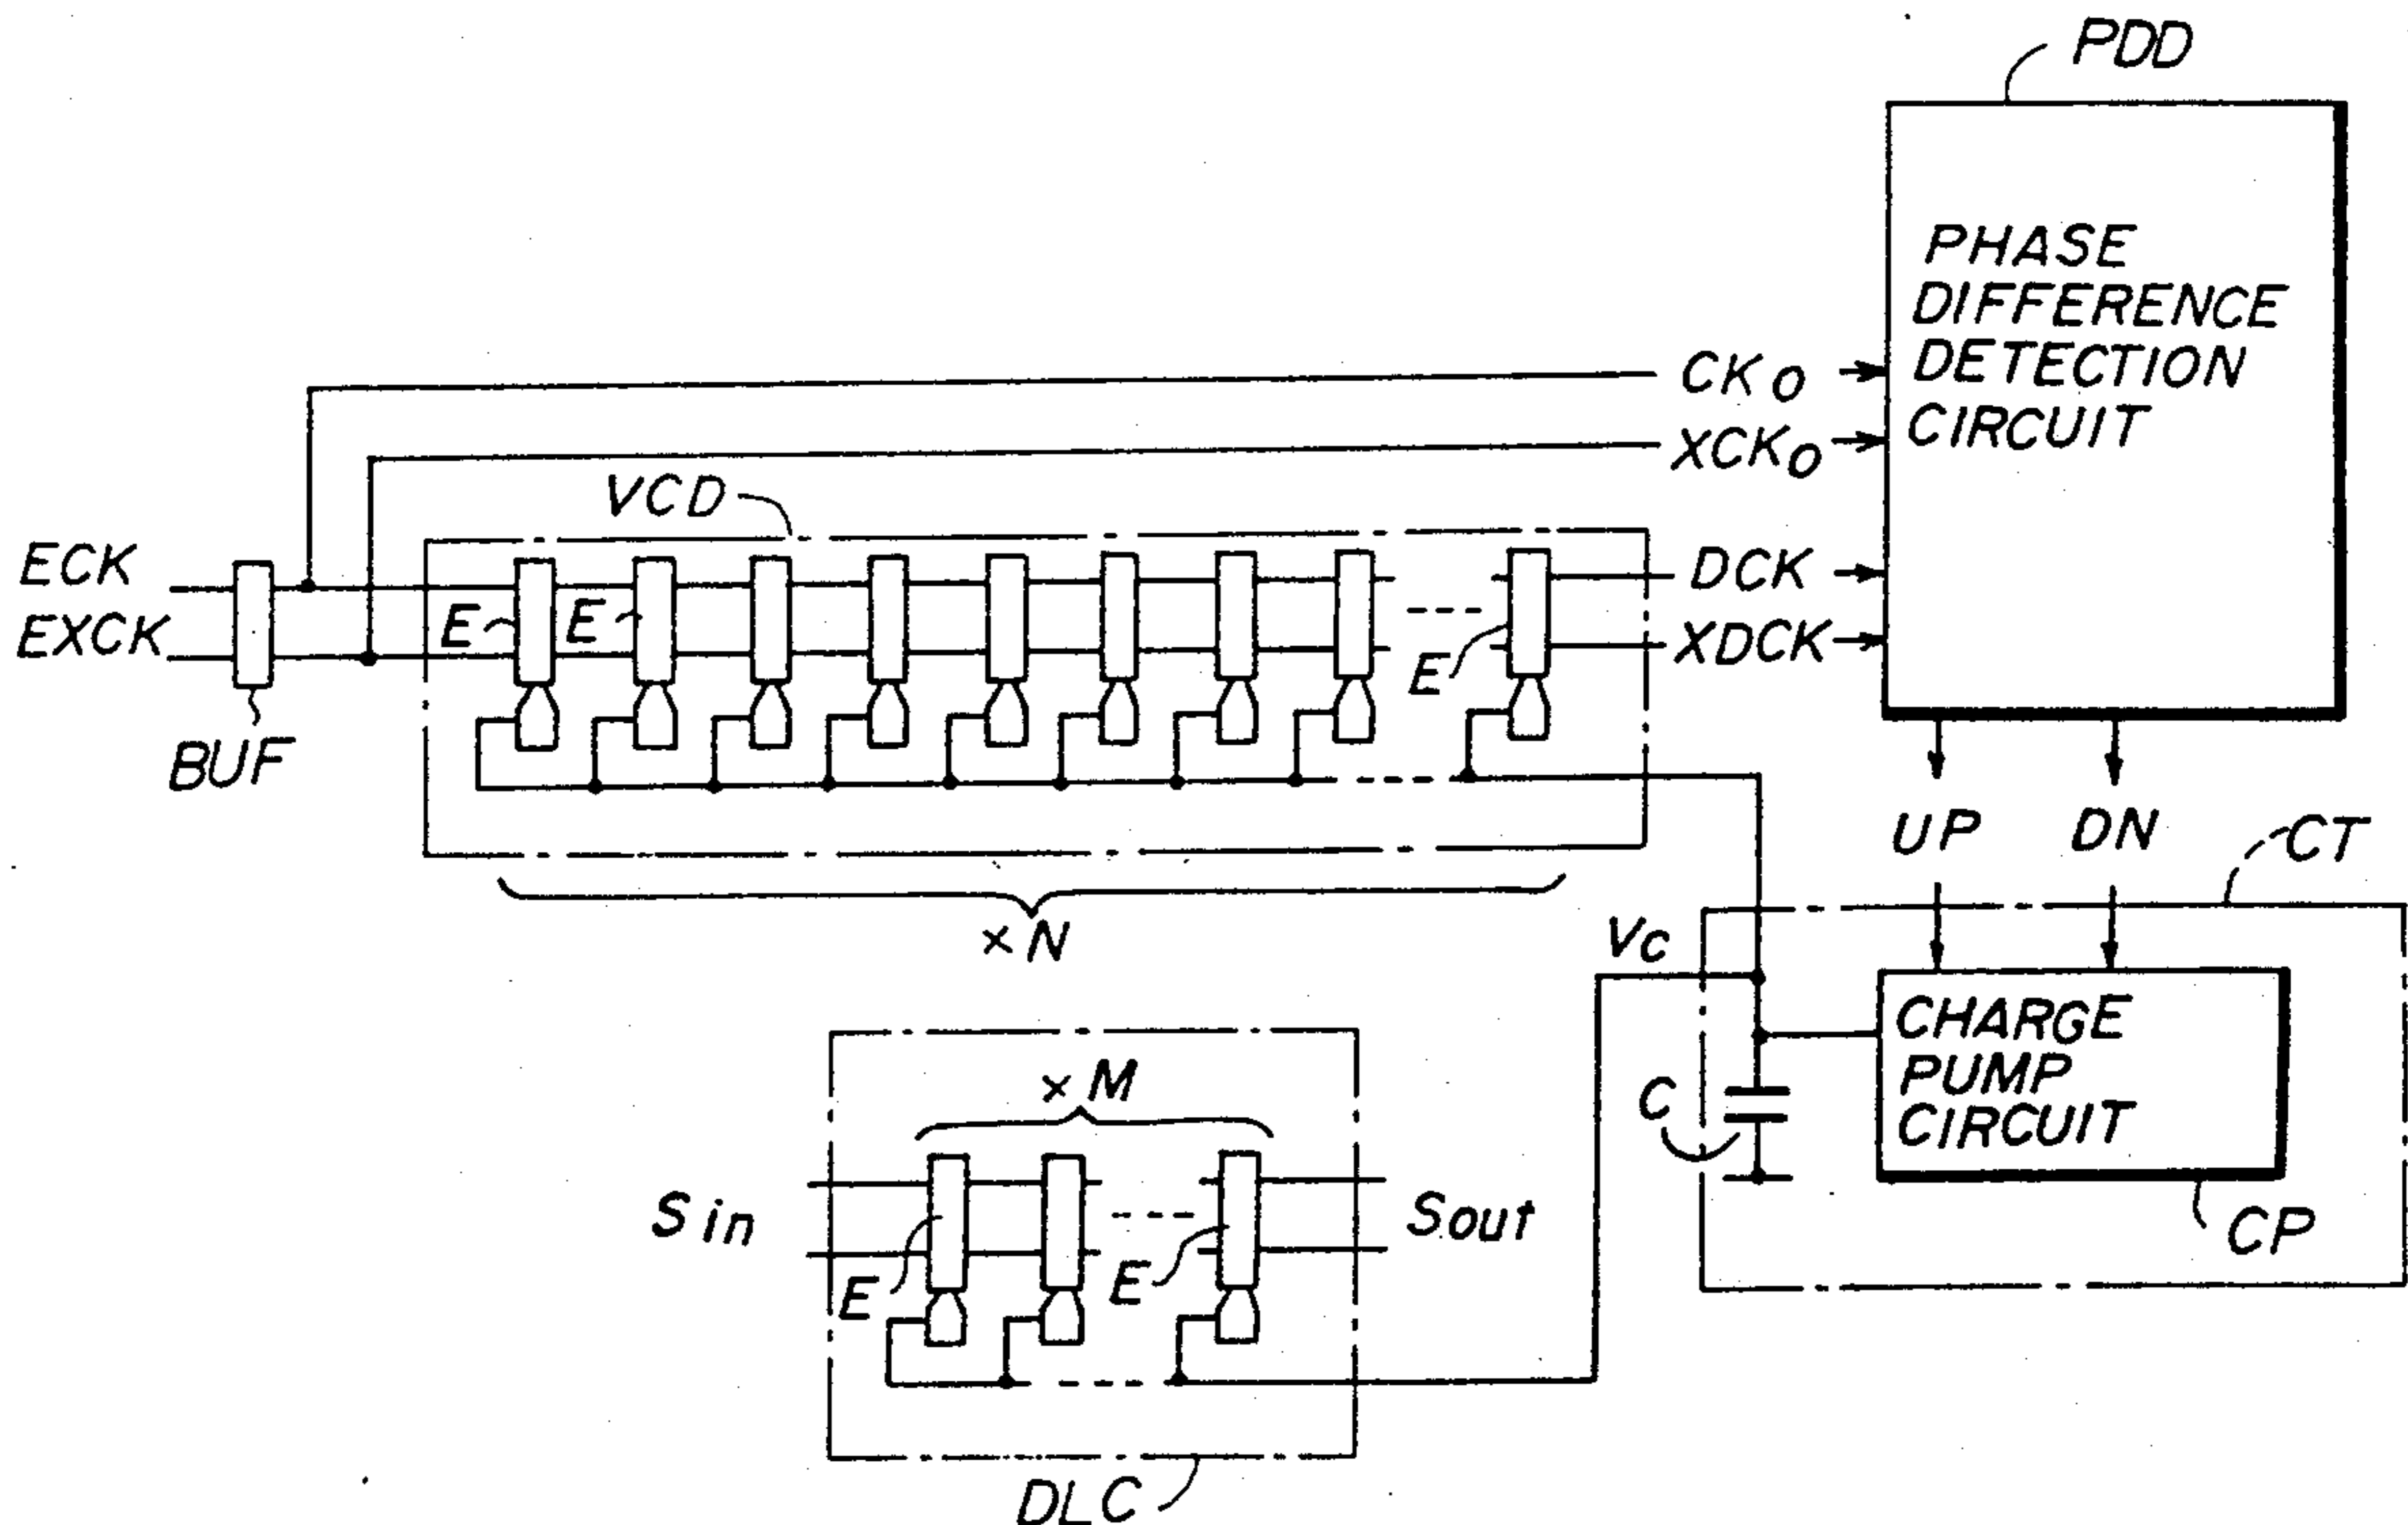 PDD
PHASE
DIFFERENCE
DETECTION
CIRCUIT
CKo
XCKo
VCD
ECK
EXCK
E
E
E
DCK
XDCK
BUF
UP
DN
CT
×N
Vc
CHARGE
PUMP
CIRCUIT
C
CP
×M
Sin
Sout
E
E
DLC